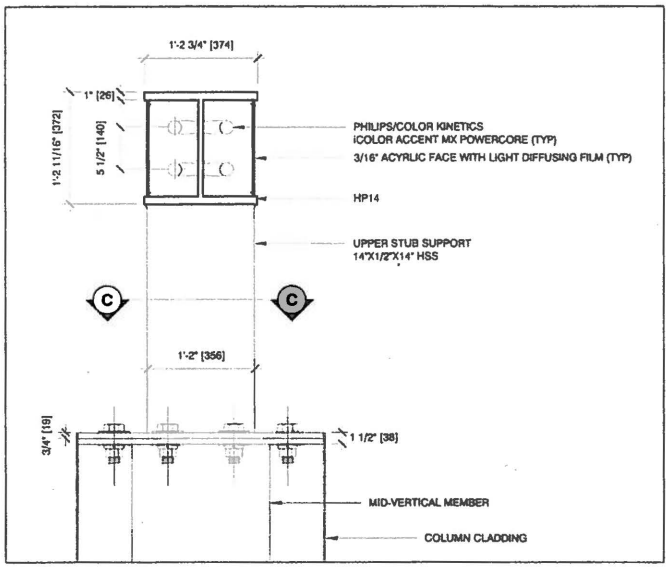 1'-2 3/4" [374]
1" [26]
1'-2 11/16" [372]
5 1/2" [140]
PHILIPS/COLOR KINETICS
iCOLOR ACCENT MX POWERCORE (TYP)
3/16" ACYRLIC FACE WITH LIGHT DIFFUSING FILM (TYP)
HP14
UPPER STUB SUPPORT
14"X1/2"X14" HSS
C
C
1'-2" [356]
3/4" [19]
1 1/2" [38]
MID-VERTICAL MEMBER
COLUMN CLADDING